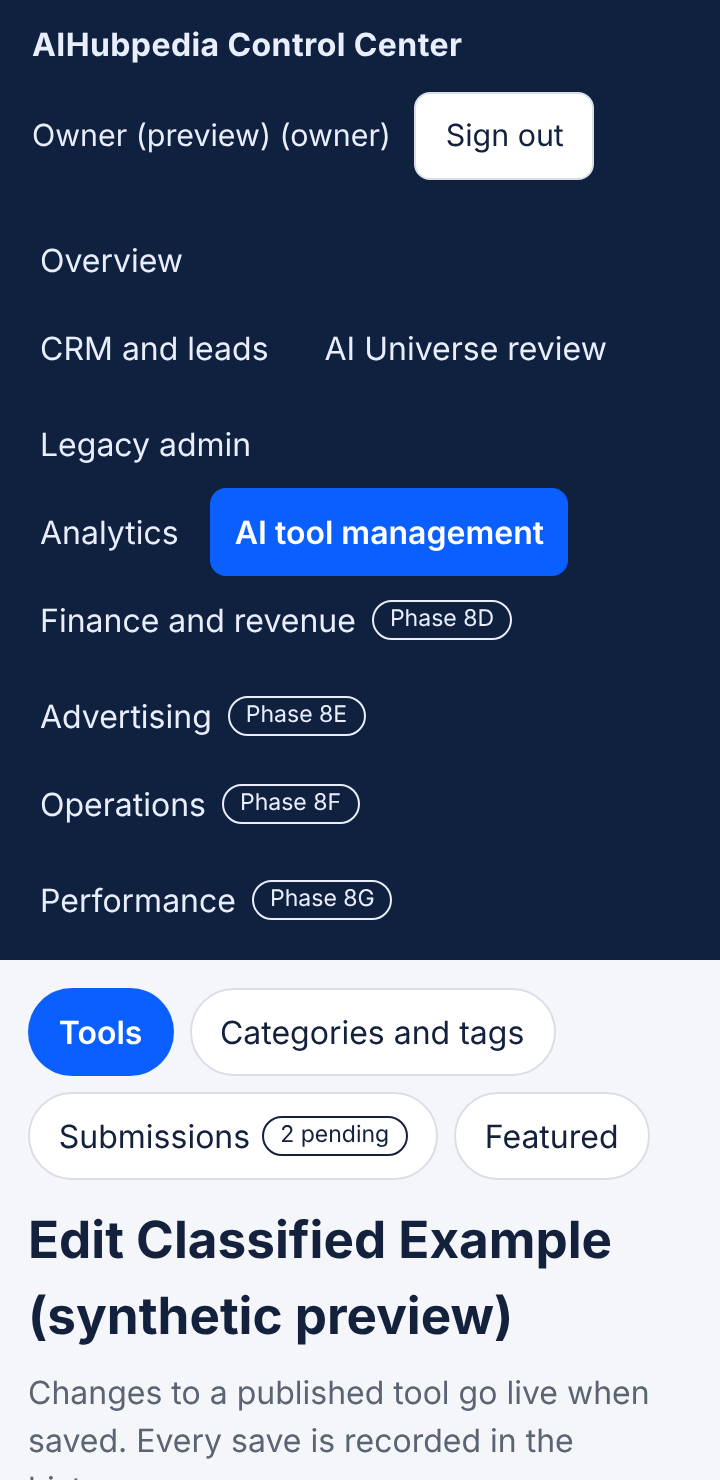 AIHubpedia Control Center
Owner (preview) (owner) Sign out
Overview
CRM and leads AI Universe review
Legacy admin
Analytics AI tool management
Finance and revenue Phase 8D
Advertising Phase 8E
Operations Phase 8F
Performance Phase 8G
Tools Categories and tags
Submissions 2 pending Featured
Edit Classified Example
(synthetic preview)
Changes to a published tool go live when
saved. Every save is recorded in the